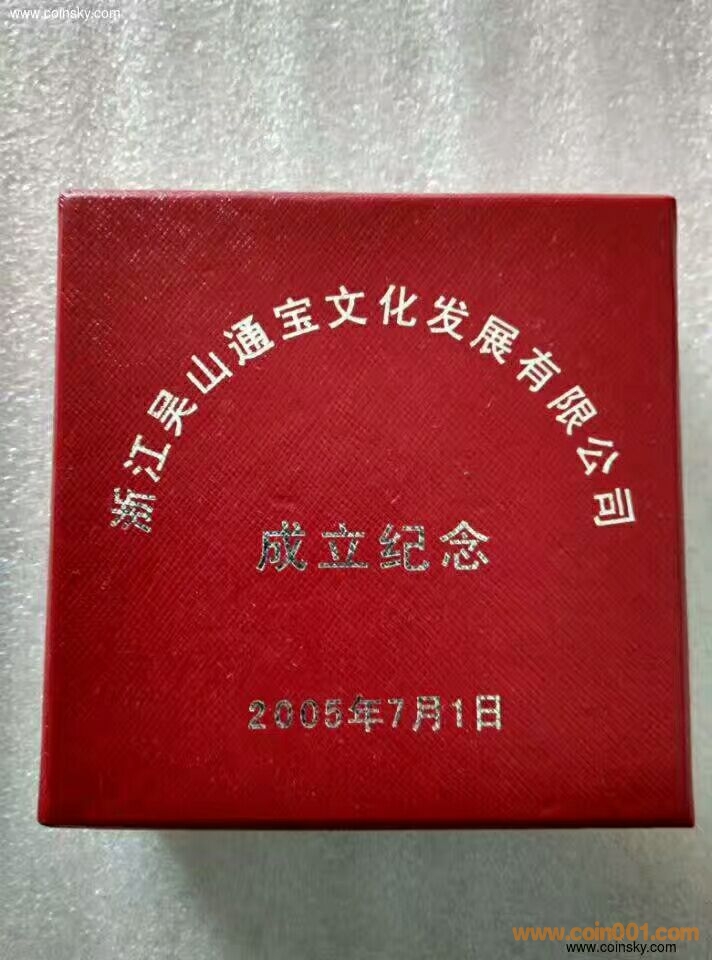 www.coinsky.com
浙江吴山通宝文化发展有限公司
成立纪念
2005年7月1日
www.coin001.com
www.coinsky.com